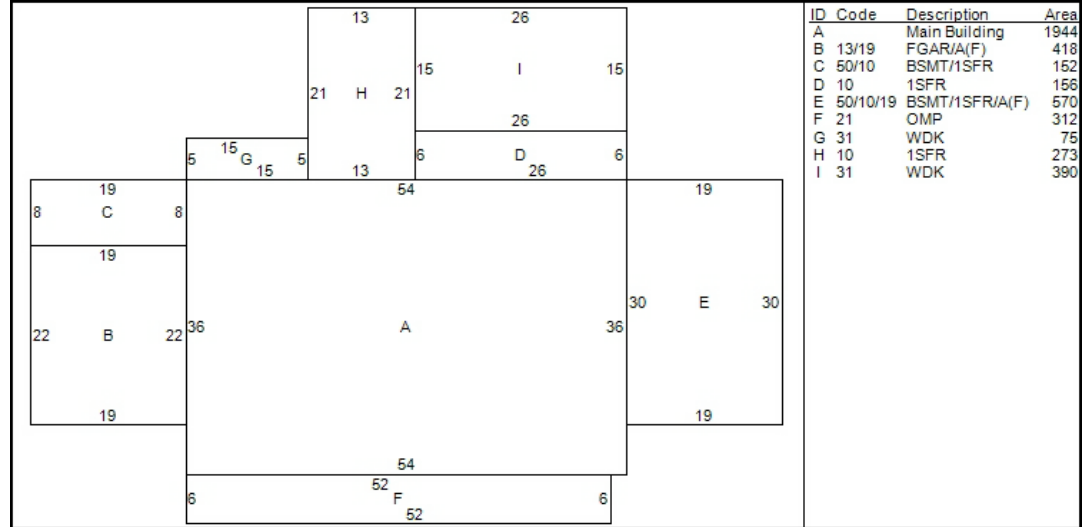 13 26
15 I 15
21 H 21
26
15
5 G 5
15
13
6 D 6
26
19 54 19
8 C 8
19
30 E 30
36 A 36
22 B 22
19 19
54
52
6 F 6
52
ID Code Description Area
A Main Building 1944
B 13/19 FGAR/A(F) 418
C 50/10 BSMT/1SFR 152
D 10 1SFR 156
E 50/10/19 BSMT/1SFR/A(F) 570
F 21 OMP 312
G 31 WDK 75
H 10 1SFR 273
I 31 WDK 390